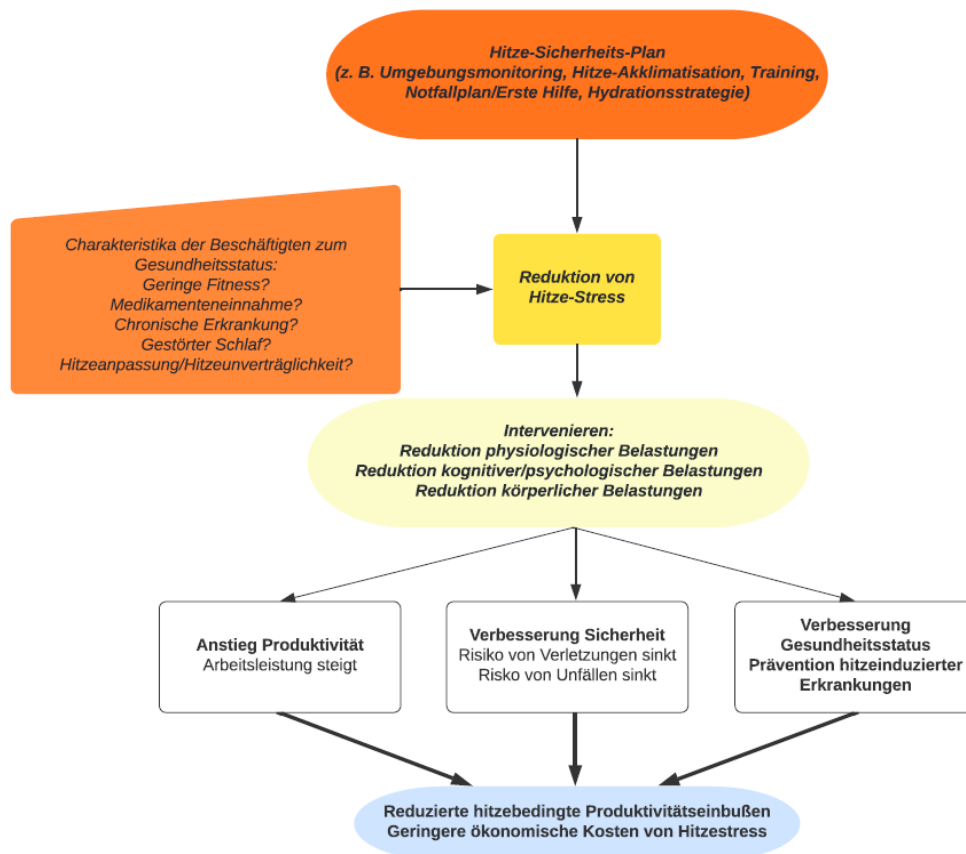 Hitze-Sicherheits-Plan
(z. B. Umgebungsmonitoring, Hitze-Akklimatisation, Training,
Notfallplan/Erste Hilfe, Hydrationsstrategie)
Charakteristika der Beschäftigten zum
Gesundheitsstatus:
Geringe Fitness?
Medikamenteneinnahme?
Chronische Erkrankung?
Gestörter Schlaf?
Hitzeanpassung/Hitzeunverträglichkeit?
Reduktion von
Hitze-Stress
Intervenieren:
Reduktion physiologischer Belastungen
Reduktion kognitiver/psychologischer Belastungen
Reduktion körperlicher Belastungen
Anstieg Produktivität
Arbeitsleistung steigt
Verbesserung Sicherheit
Risiko von Verletzungen sinkt
Risko von Unfällen sinkt
Verbesserung
Gesundheitsstatus
Prävention hitzeinduzierter
Erkrankungen
Reduzierte hitzebedingte Produktivitätseinbußen
Geringere ökonomische Kosten von Hitzestress